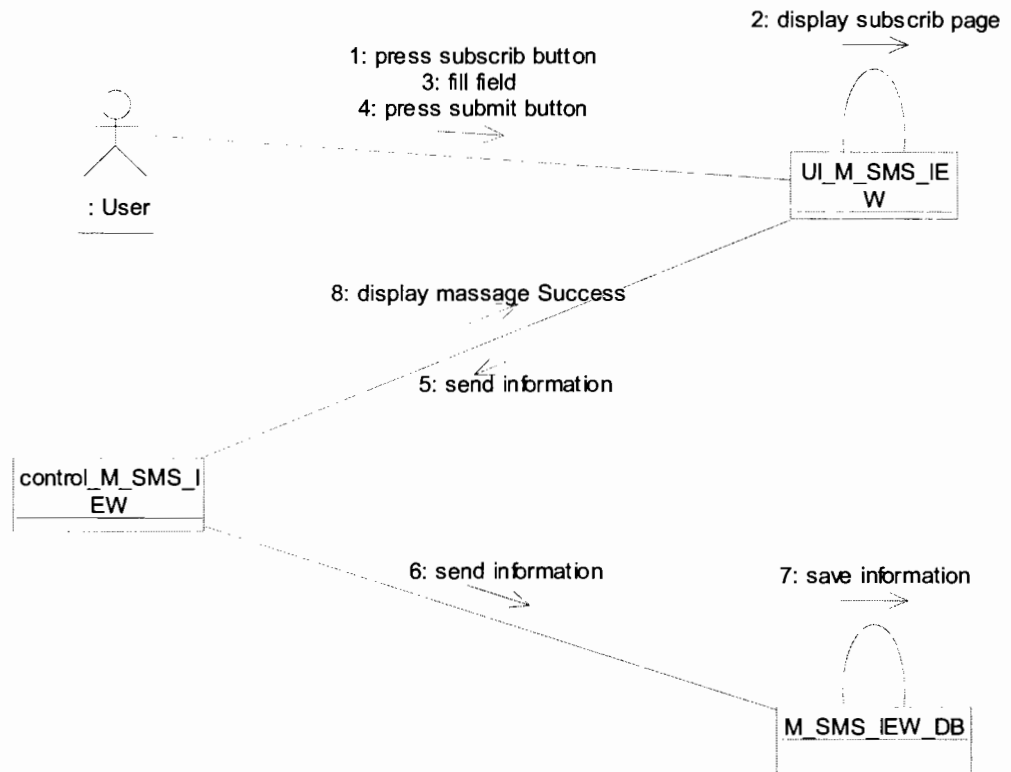 2: display subscrib page
1: press subscrib button
3: fill field
4: press submit button
UI_M_SMS_IE
W
: User
8: display massage Success
5: send information
control_M_SMS_I
EW
6: send information
7: save information
M_SMS_IEW_DB